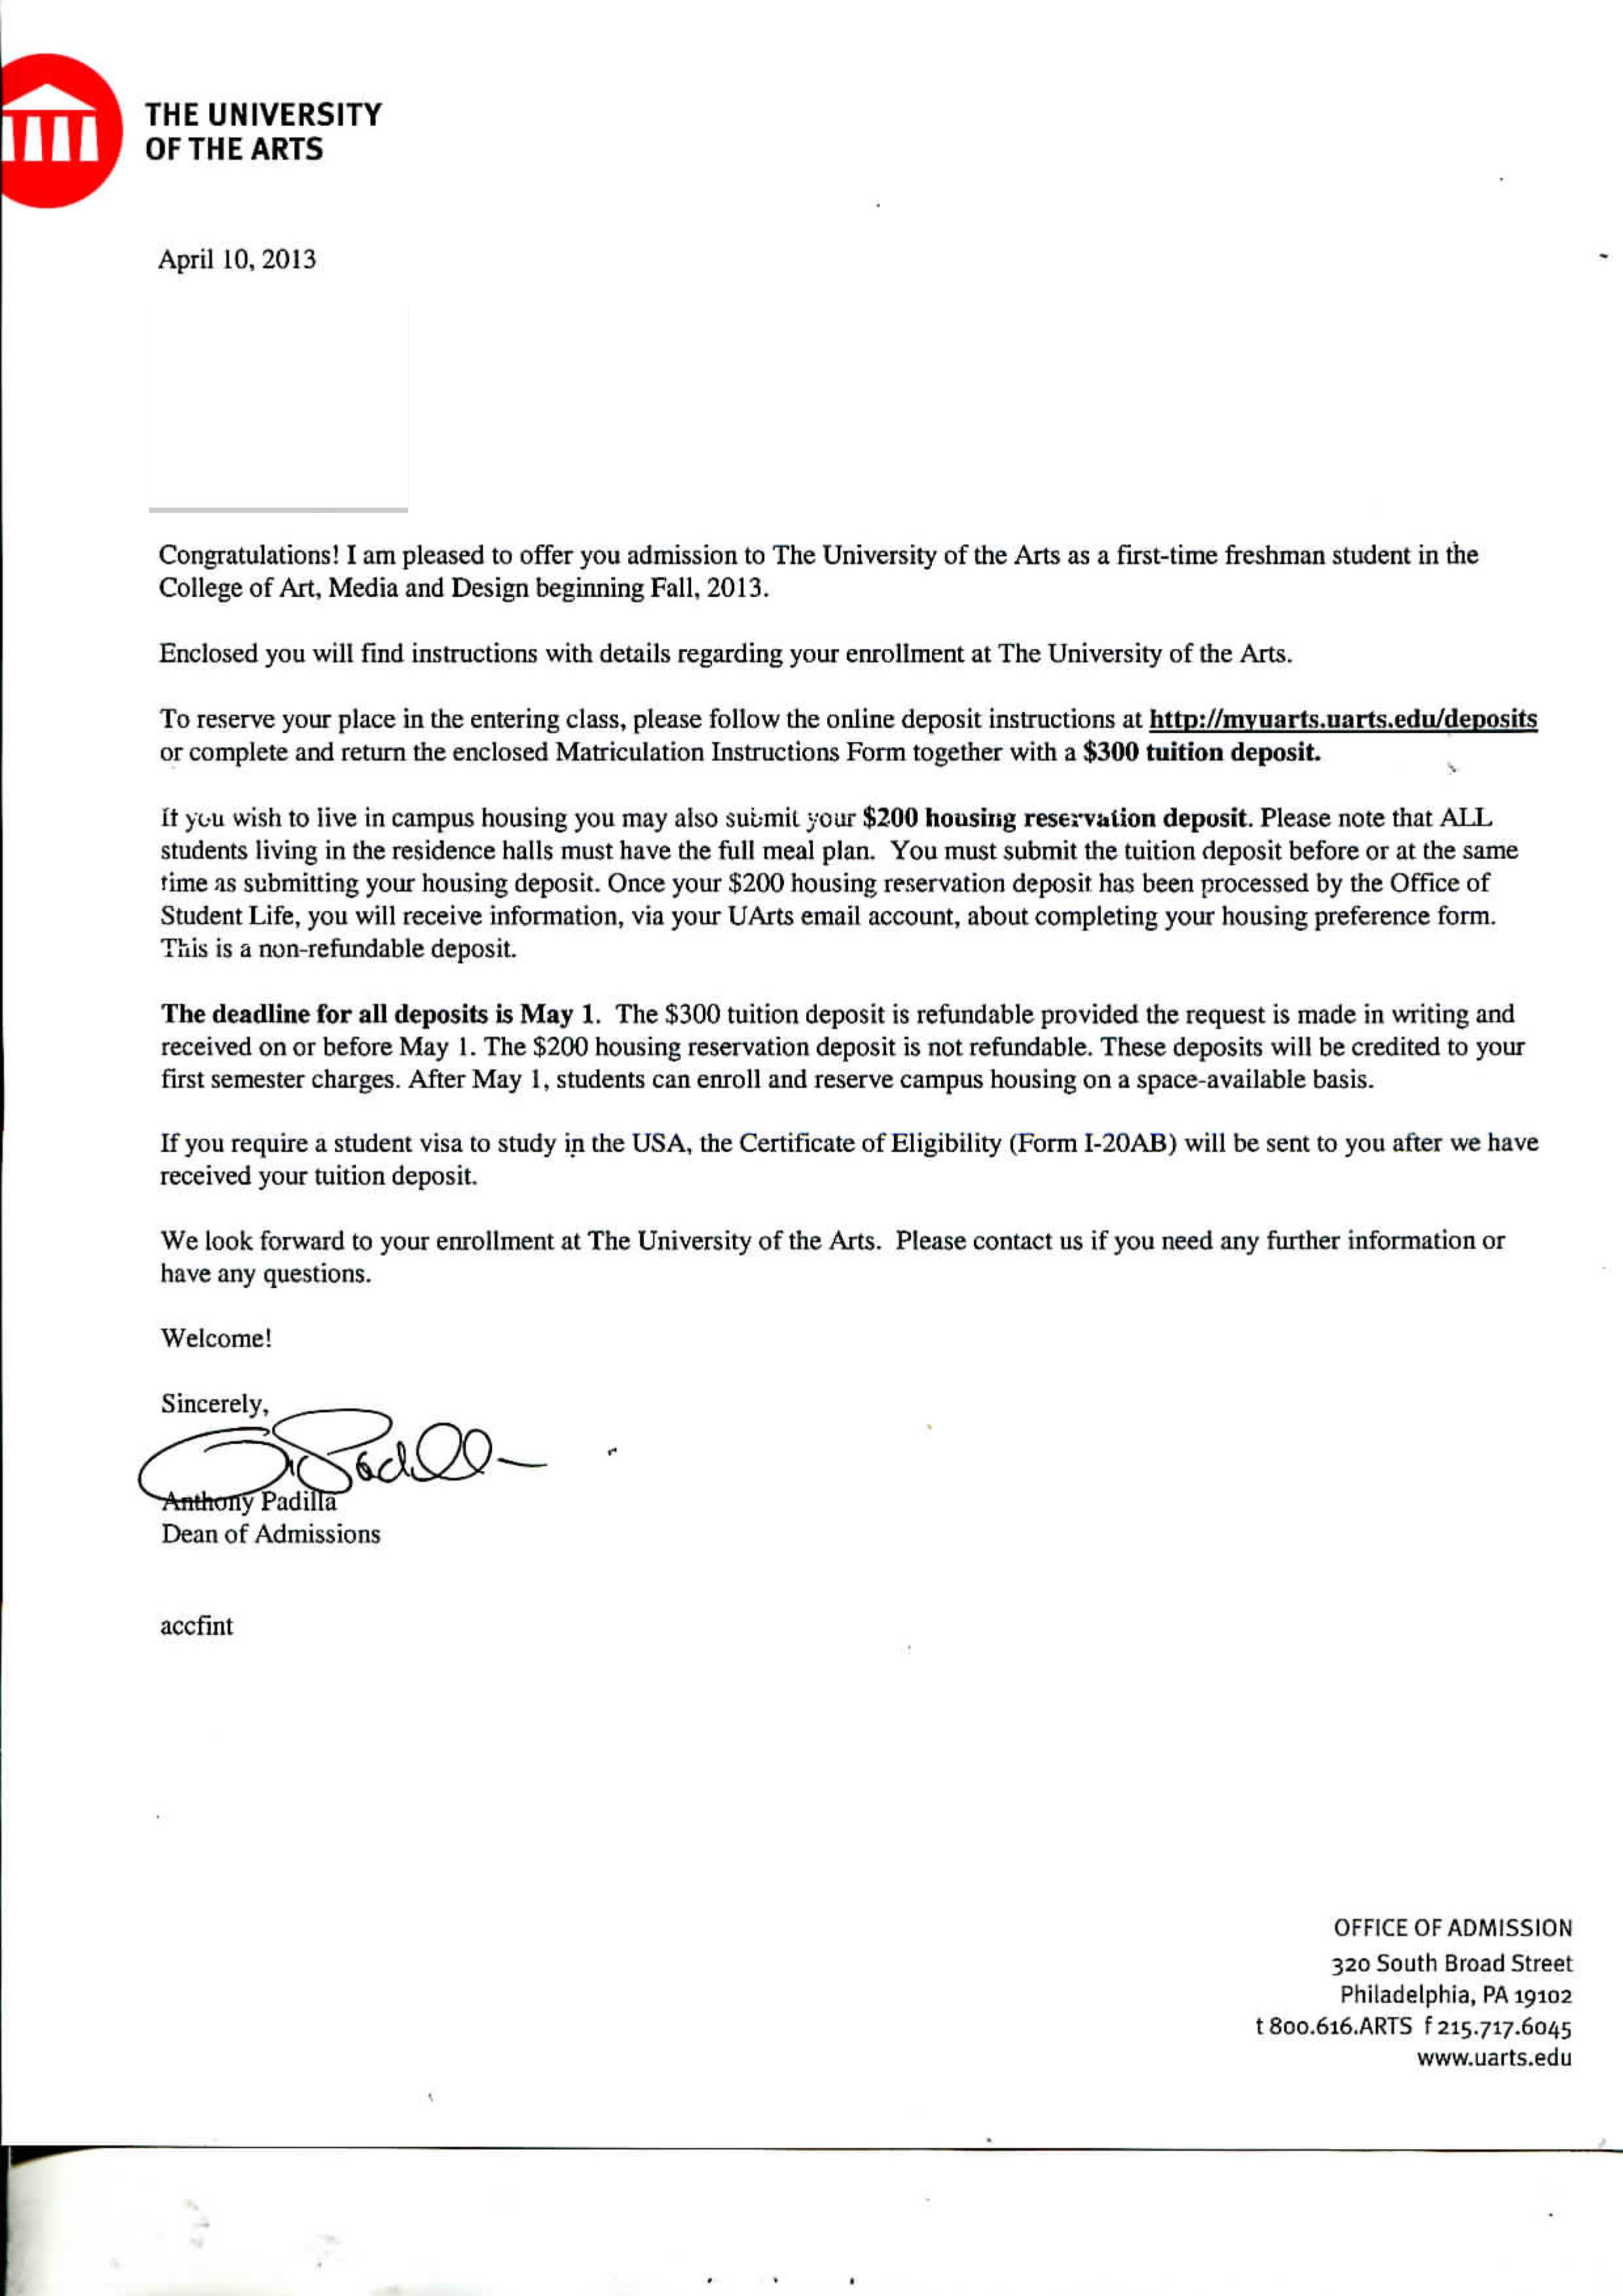 THE UNIVERSITY
OF THE ARTS
April 10, 2013
Congratulations! I am pleased to offer you admission to The University of the Arts as a first-time freshman student in the
College of Art, Media and Design beginning Fall, 2013.
Enclosed you will find instructions with details regarding your enrollment at The University of the Arts.
To reserve your place in the entering class, please follow the online deposit instructions at http://myuarts.uarts.edu/deposits
or complete and return the enclosed Matriculation Instructions Form together with a $300 tuition deposit.
If you wish to live in campus housing you may also submit your $200 housing reservation deposit. Please note that ALL
students living in the residence halls must have the full meal plan. You must submit the tuition deposit before or at the same
time as submitting your housing deposit. Once your $200 housing reservation deposit has been processed by the Office of
Student Life, you will receive information, via your UArts email account, about completing your housing preference form.
This is a non-refundable deposit.
The deadline for all deposits is May 1. The $300 tuition deposit is refundable provided the request is made in writing and
received on or before May 1. The $200 housing reservation deposit is not refundable. These deposits will be credited to your
first semester charges. After May 1, students can enroll and reserve campus housing on a space-available basis.
If you require a student visa to study in the USA, the Certificate of Eligibility (Form I-20AB) will be sent to you after we have
received your tuition deposit.
We look forward to your enrollment at The University of the Arts. Please contact us if you need any further information or
have any questions.
Welcome!
Sincerely,
Anthony Padilla
Dean of Admissions
accfint
OFFICE OF ADMISSION
320 South Broad Street
Philadelphia, PA 19102
t 800.616.ARTS f 215.717.6045
www.uarts.edu